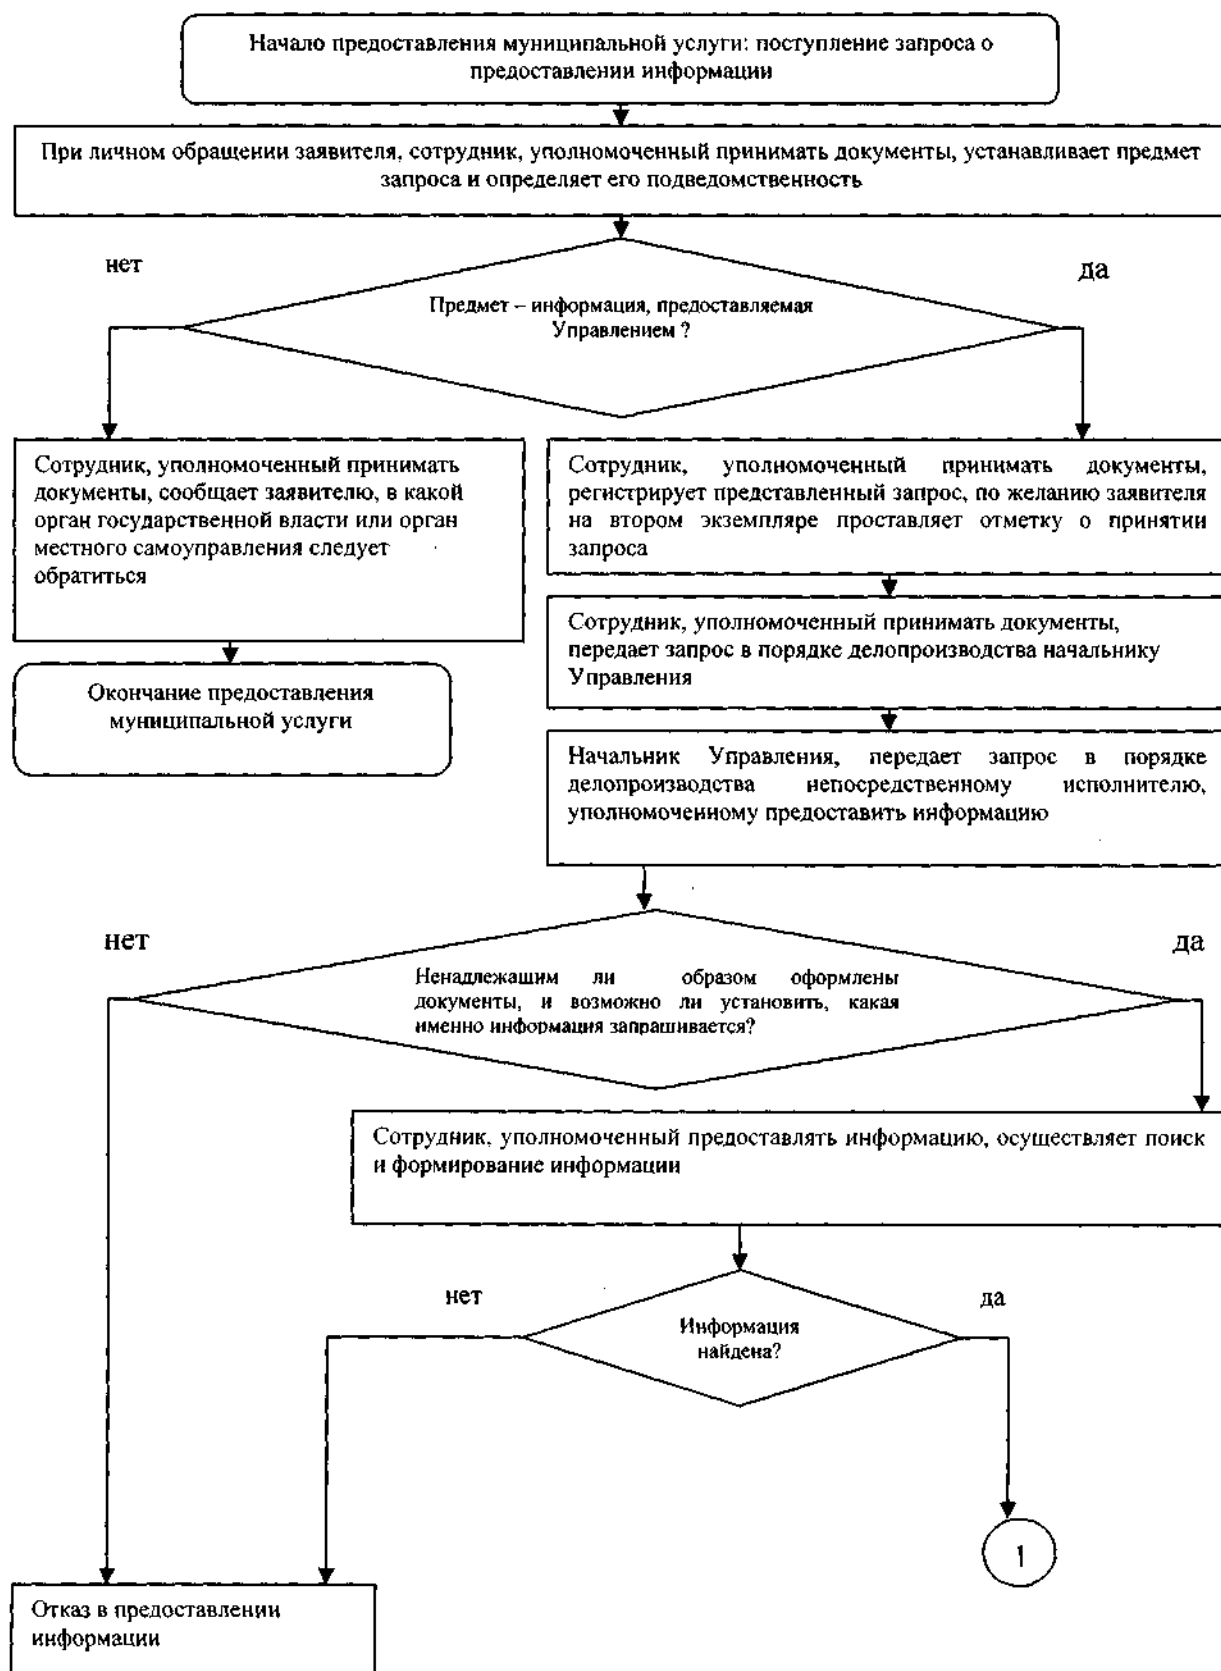 Начало предоставления муниципальной услуги: поступление запроса о
предоставлении информации
При личном обращении заявителя, сотрудник, уполномоченный принимать документы, устанавливает предмет
запроса и определяет его подведомственность
нет
да
Предмет – информация, предоставляемая
Управлением ?
Сотрудник, уполномоченный принимать
документы, сообщает заявителю, в какой
орган государственной власти или орган
местного самоуправления следует
обратиться
Окончание предоставления
муниципальной услуги
Сотрудник, уполномоченный принимать документы,
регистрирует представленный запрос, по желанию заявителя
на втором экземпляре проставляет отметку о принятии
запроса
Сотрудник, уполномоченный принимать документы,
передает запрос в порядке делопроизводства начальнику
Управления
Начальник Управления, передает запрос в порядке
делопроизводства непосредственному исполнителю,
уполномоченному предоставить информацию
нет
да
Ненадлежащим ли образом оформлены
документы, и возможно ли установить, какая
именно информация запрашивается?
Сотрудник, уполномоченный предоставлять информацию, осуществляет поиск
и формирование информации
нет
да
Информация
найдена?
1
Отказ в предоставлении
информации